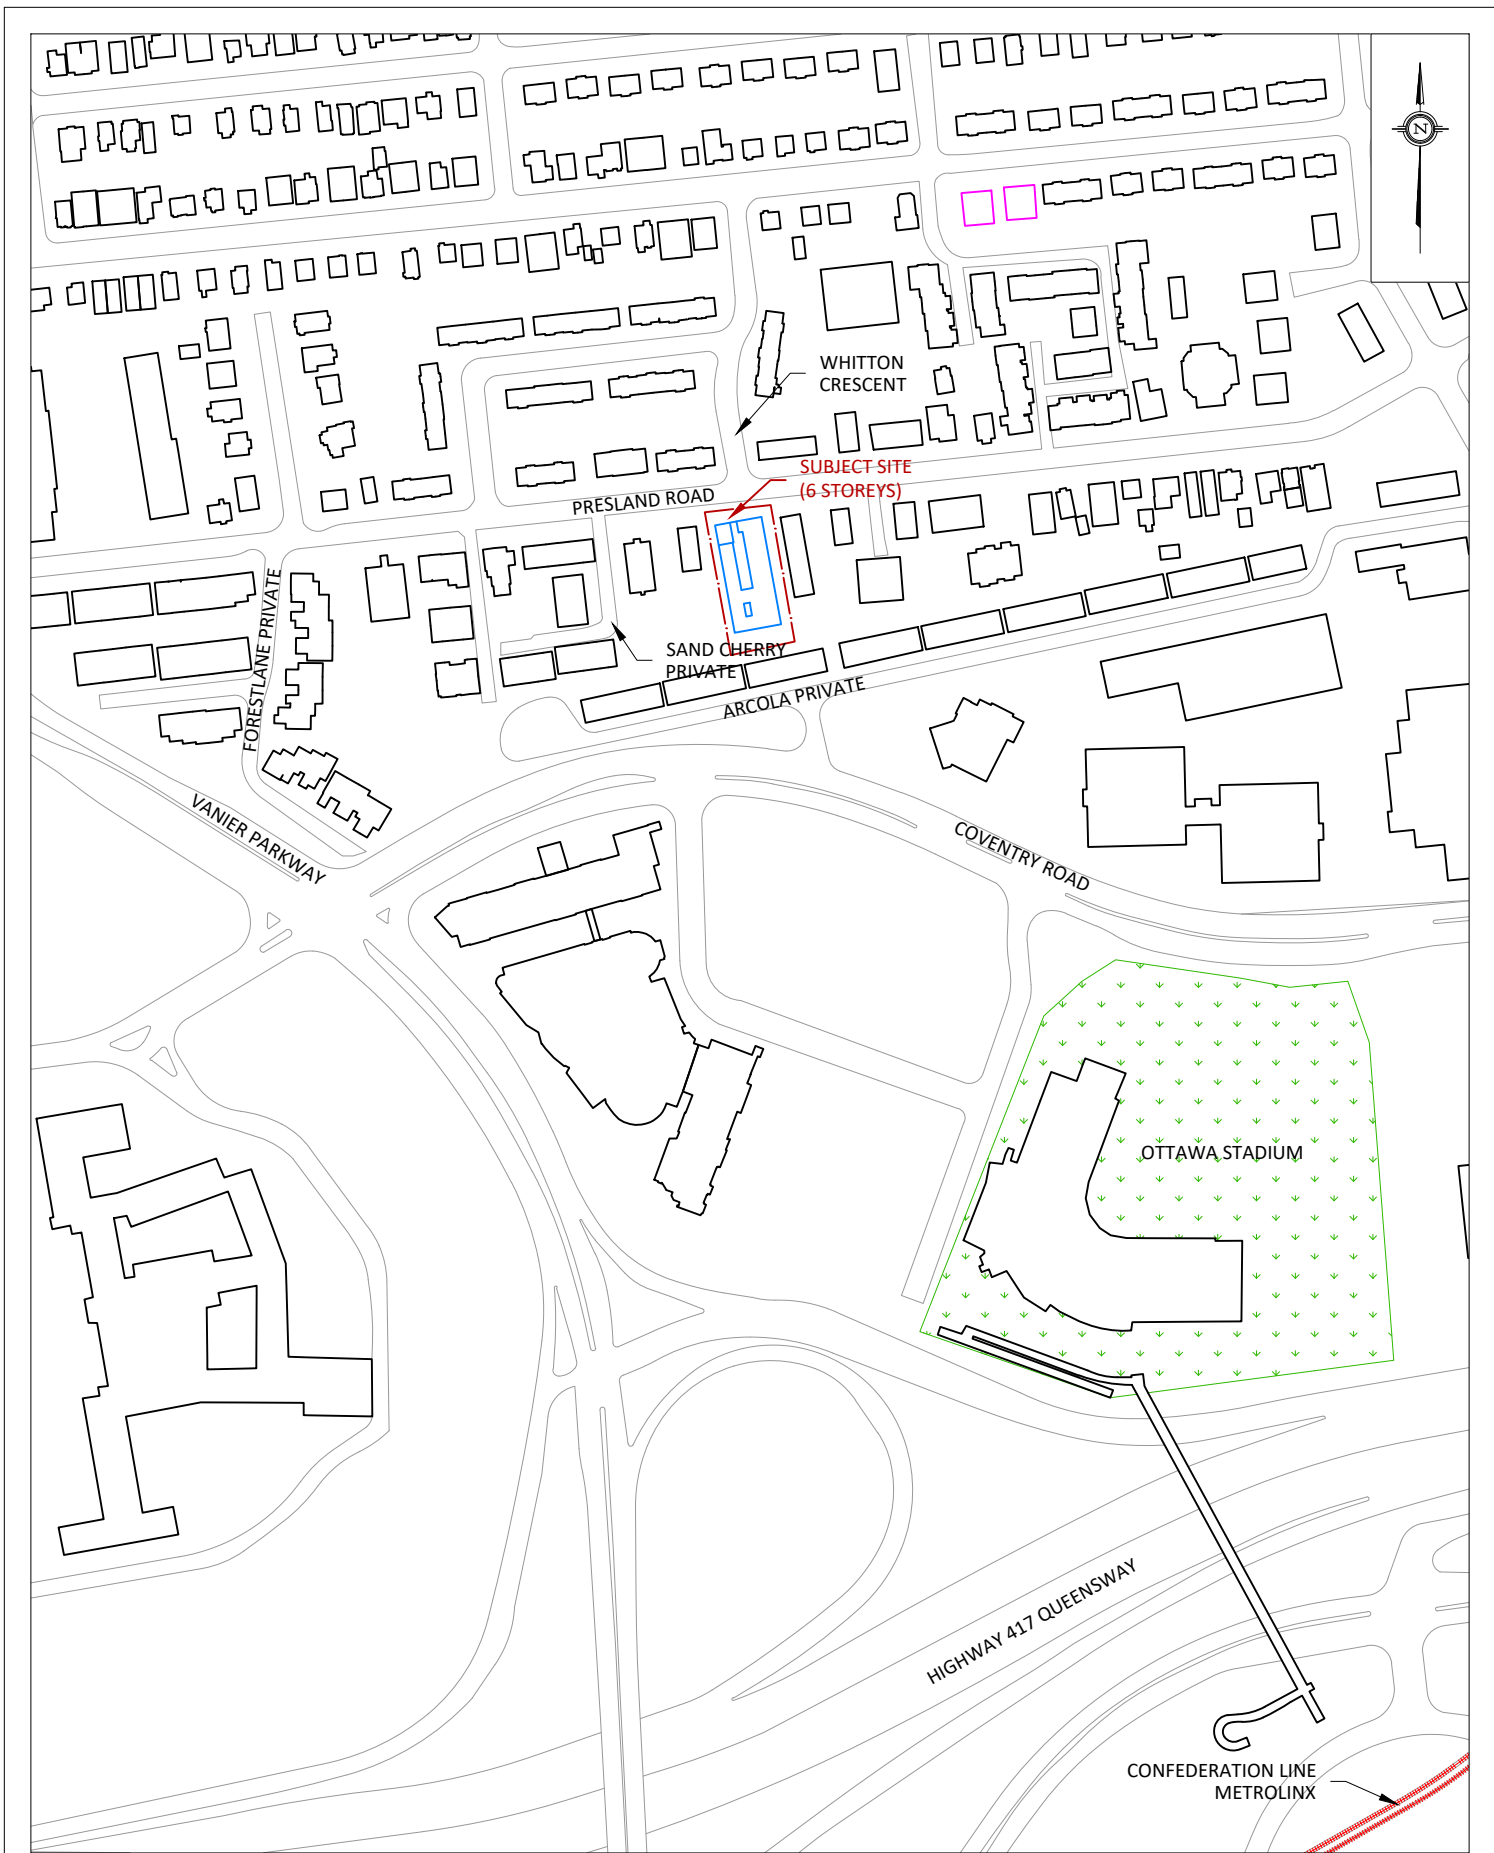 N
WHITTON
CRESCENT
SUBJECT SITE
(6 STOREYS)
PRESLAND ROAD
FORESTLANE PRIVATE
SAND CHERRY
PRIVATE
ARCOLA PRIVATE
VANIER PARKWAY
COVENTRY ROAD
OTTAWA STADIUM
HIGHWAY 417 QUEENSWAY
CONFEDERATION LINE
METROLINX